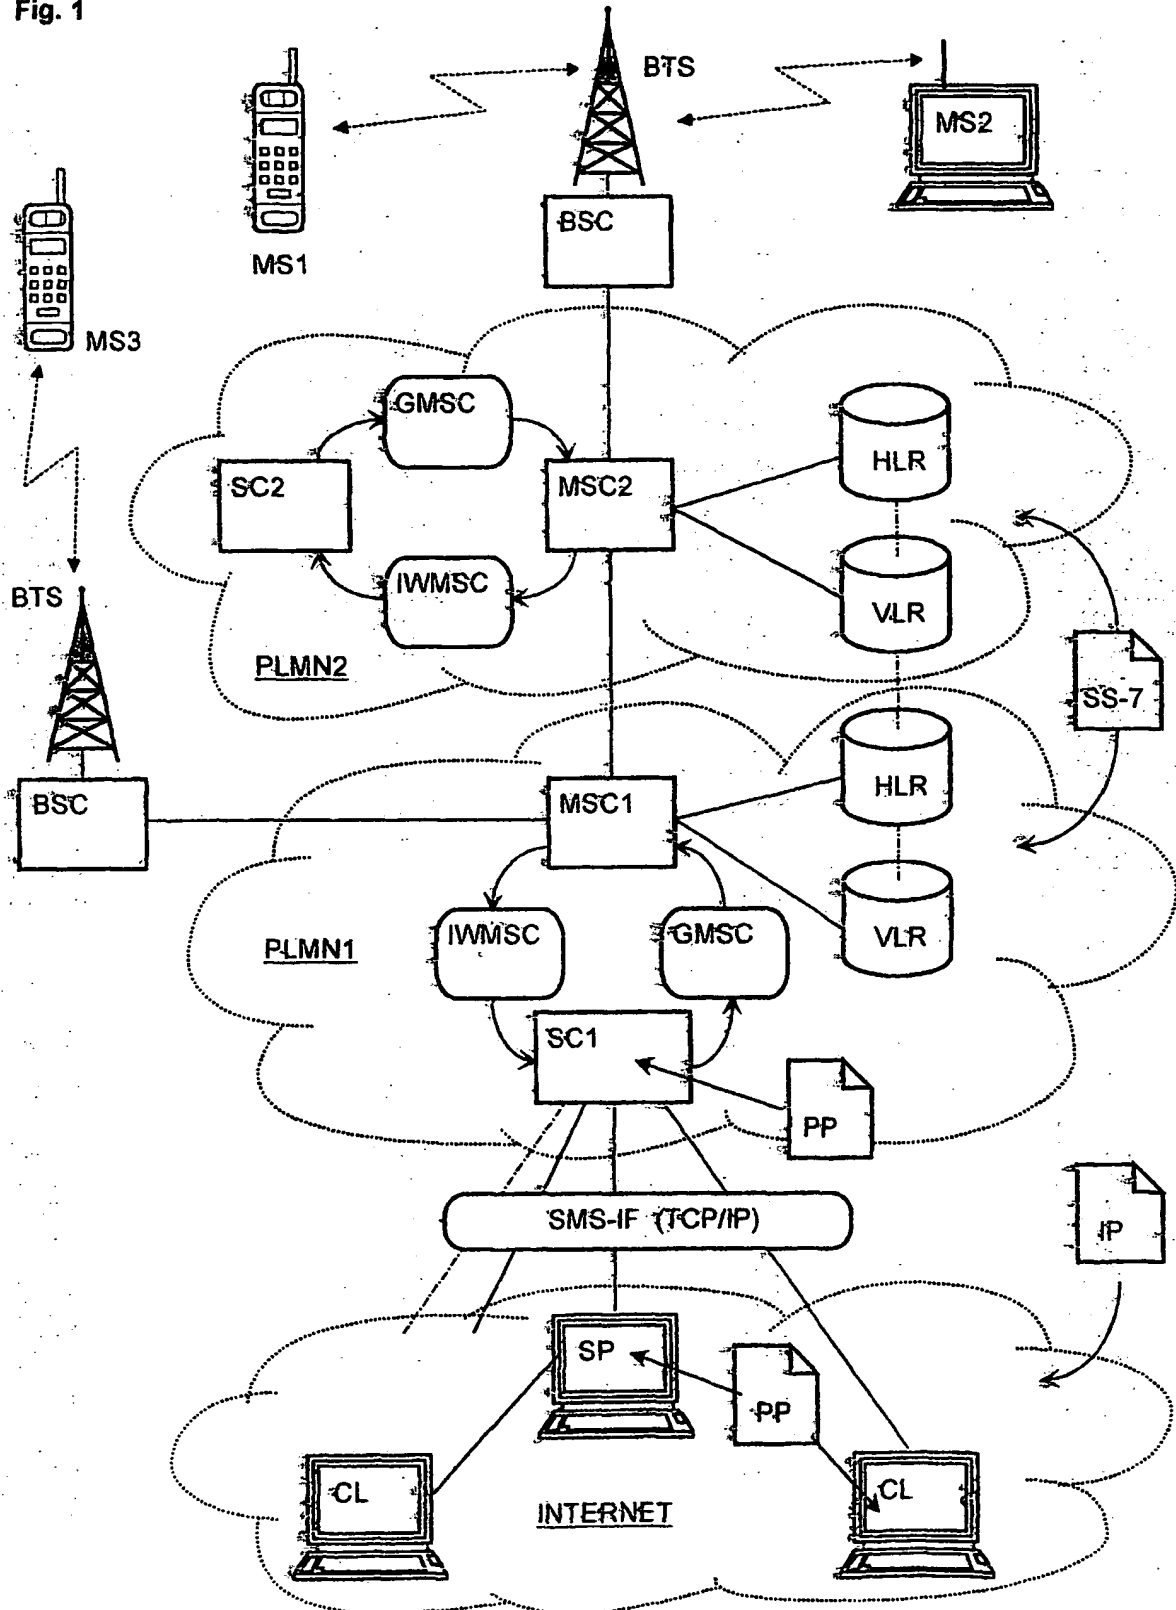 Fig. 1
BTS
MS2
BSC
MS1
MS3
GMSC
HLR
SC2
MSC2
IWMSC
BTS
VLR
PLMN2
SS-7
HLR
BSC
MSC1
IWMSC
GMSC
VLR
PLMN1
SC1
PP
SMS-IF (TCP/IP)
IP
SP
PP
CL
CL
INTERNET